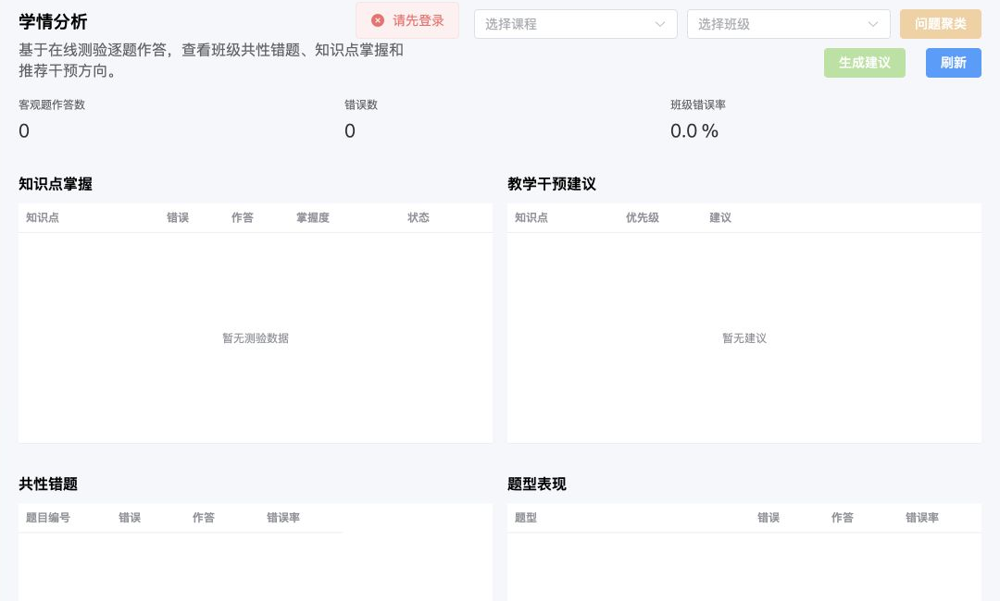 学情分析
请先登录
选择课程
选择班级
问题聚类
基于在线测验逐题作答，查看班级共性错题、知识点掌握和
推荐干预方向。
生成建议
刷新
客观题作答数
错误数
班级错误率
0
0
0.0 %
知识点掌握
教学干预建议
知识点 错误 作答 掌握度 状态
知识点 优先级 建议
暂无测验数据
暂无建议
共性错题
题型表现
题目编号 错误 作答 错误率
题型 错误 作答 错误率